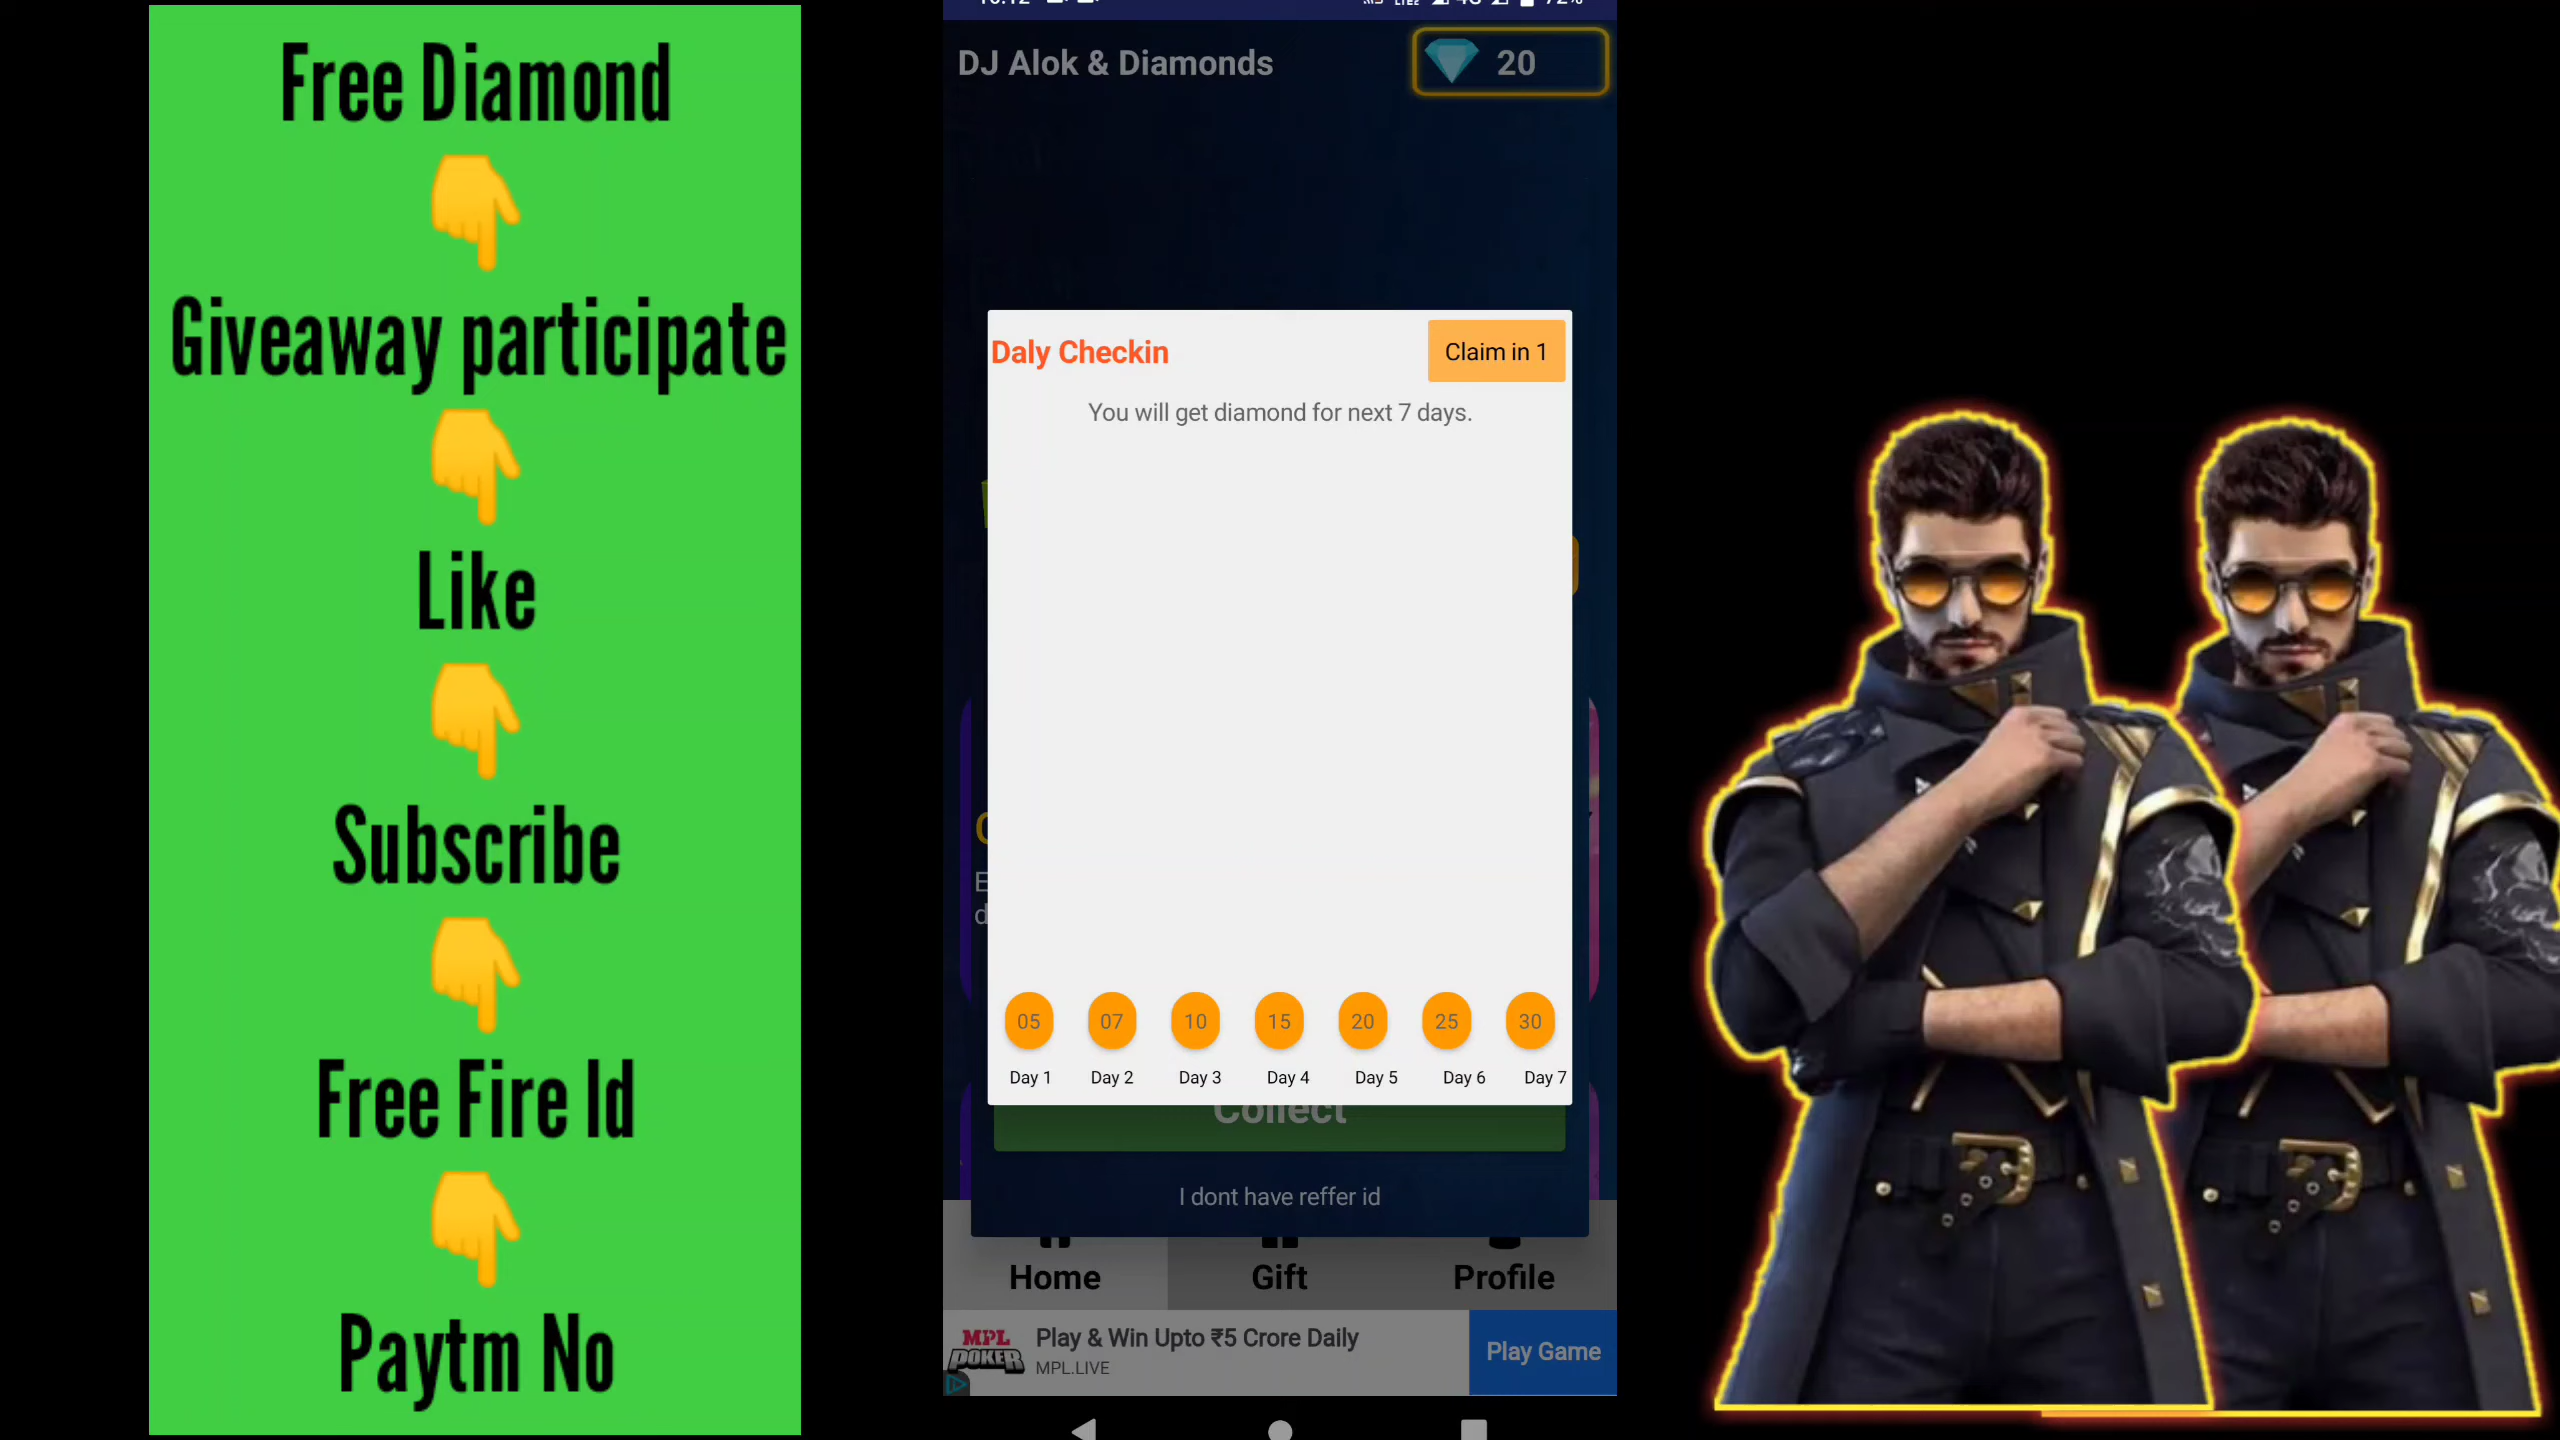 Free Diamond
Giveaway participate
Like
Subscribe
Free Fire Id
Paytm No
DJ Alok & Diamonds
20
Daly Checkin
Claim in 1
You will get diamond for next 7 days.
05 07 10 15 20 25 30
Day 1 Day 2 Day 3 Day 4 Day 5 Day 6 Day 7
Collect
I dont have reffer id
Home Gift Profile
MPL POKER
Play & Win Upto ₹5 Crore Daily
MPL.LIVE
Play Game